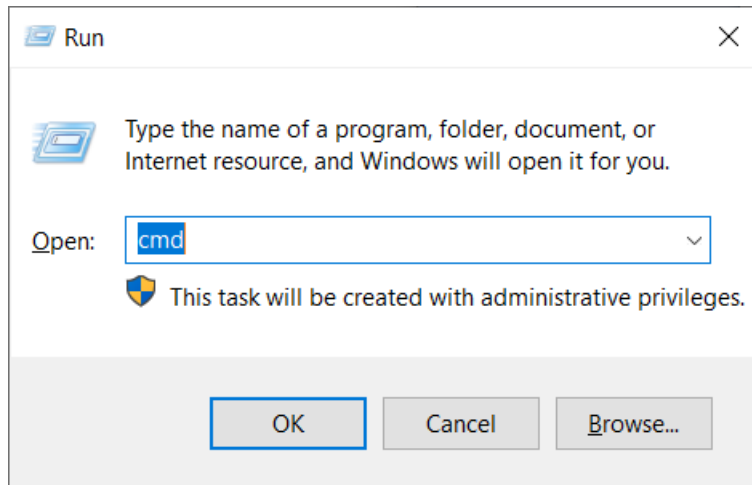 Run
Type the name of a program, folder, document, or
Internet resource, and Windows will open it for you.
Open: cmd
This task will be created with administrative privileges.
OK Cancel Browse...